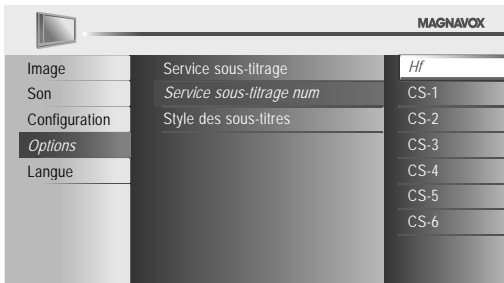 MAGNAVOX
Image
Son
Configuration
Options
Langue
Service sous-titrage
Service sous-titrage num
Style des sous-titres
Hf
CS-1
CS-2
CS-3
CS-4
CS-5
CS-6